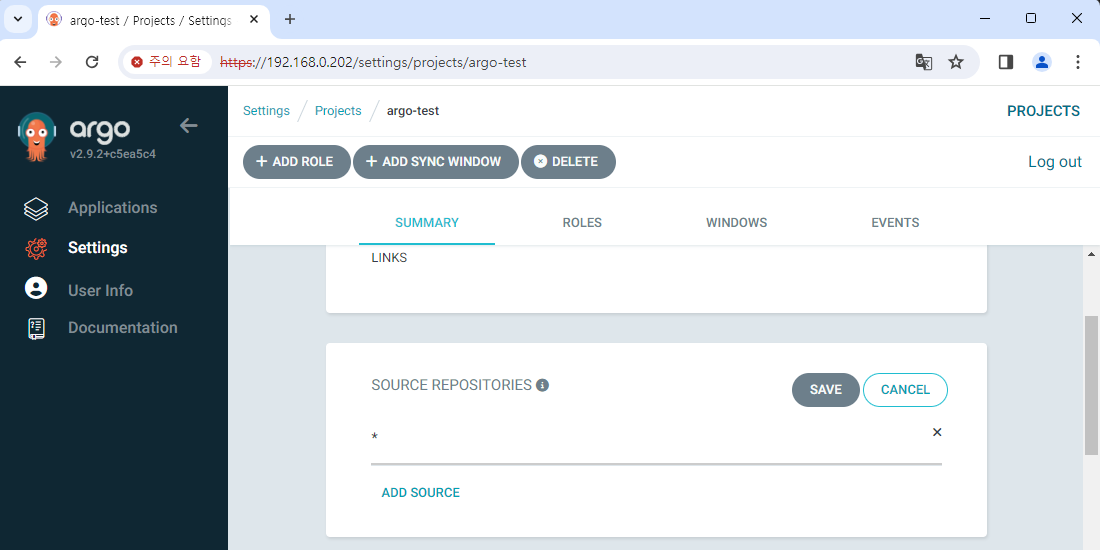 argo-test / Projects / Settings
주의 요함 https://192.168.0.202/settings/projects/argo-test
argo
v2.9.2+c5ea5c4
Applications
Settings
User Info
Documentation
Settings / Projects / argo-test
PROJECTS
+ ADD ROLE
+ ADD SYNC WINDOW
DELETE
Log out
SUMMARY
ROLES
WINDOWS
EVENTS
LINKS
SOURCE REPOSITORIES
SAVE
CANCEL
*
ADD SOURCE